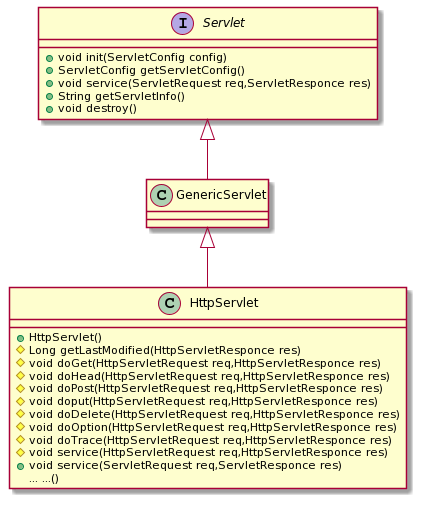 I Servlet
void init(ServletConfig config)
ServletConfig getServletConfig()
void service(ServletRequest req,ServletResponce res)
String getServletInfo()
void destroy()
C GenericServlet
C HttpServlet
HttpServlet()
Long getLastModified(HttpServletResponce res)
void doGet(HttpServletRequest req,HttpServletResponce res)
void doHead(HttpServletRequest req,HttpServletResponce res)
void doPost(HttpServletRequest req,HttpServletResponce res)
void doput(HttpServletRequest req,HttpServletResponce res)
void doDelete(HttpServletRequest req,HttpServletResponce res)
void doOption(HttpServletRequest req,HttpServletResponce res)
void doTrace(HttpServletRequest req,HttpServletResponce res)
void service(HttpServletRequest req,HttpServletResponce res)
void service(ServletRequest req,ServletResponce res)
... ...()